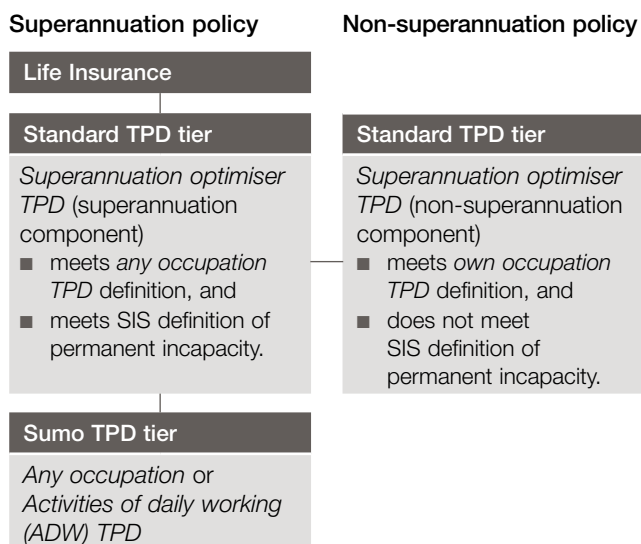 Superannuation policy
Non-superannuation policy
Life Insurance
Standard TPD tier
Superannuation optimiser
TPD (superannuation
component)
■ meets any occupation
TPD definition, and
■ meets SIS definition of
permanent incapacity.
Standard TPD tier
Superannuation optimiser
TPD (non-superannuation
component)
■ meets own occupation
TPD definition, and
■ does not meet
SIS definition of
permanent incapacity.
Sumo TPD tier
Any occupation or
Activities of daily working
(ADW) TPD